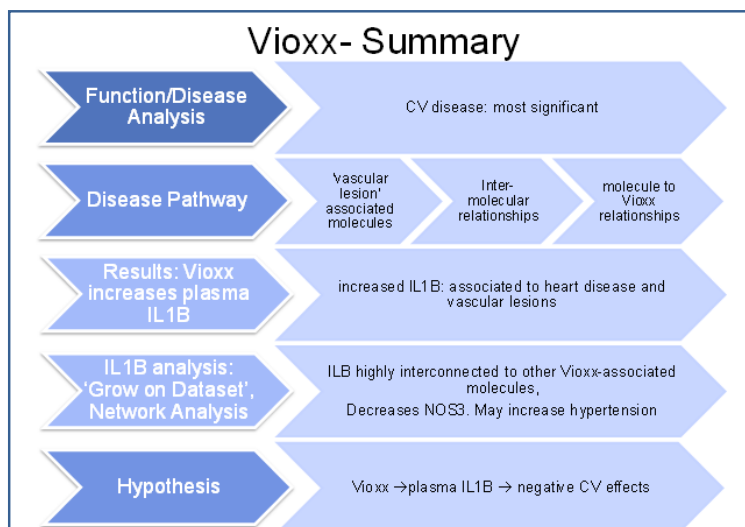 Vioxx- Summary
Function/Disease
Analysis
CV disease: most significant
Disease Pathway
'vascular
lesion'
associated
molecules
Inter-
molecular
relationships
molecule to
Vioxx
relationships
Results: Vioxx
increases plasma
IL1B
increased IL1B: associated to heart disease and
vascular lesions
IL1B analysis:
'Grow on Dataset',
Network Analysis
ILB highly interconnected to other Vioxx-associated
molecules,
Decreases NOS3. May increase hypertension
Hypothesis
Vioxx →plasma IL1B → negative CV effects